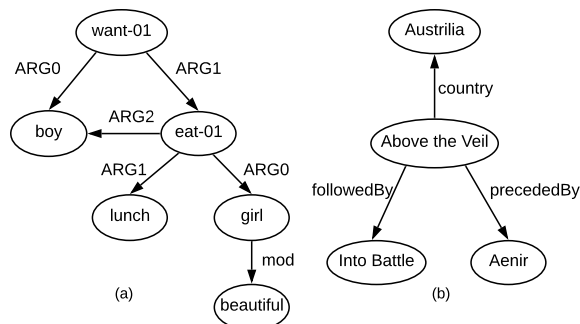 want-01
ARG0
ARG1
boy
ARG2
eat-01
ARG1
ARG0
lunch
girl
mod
beautiful
(a)
Austrilia
country
Above the Veil
followedBy
precededBy
Into Battle
Aenir
(b)